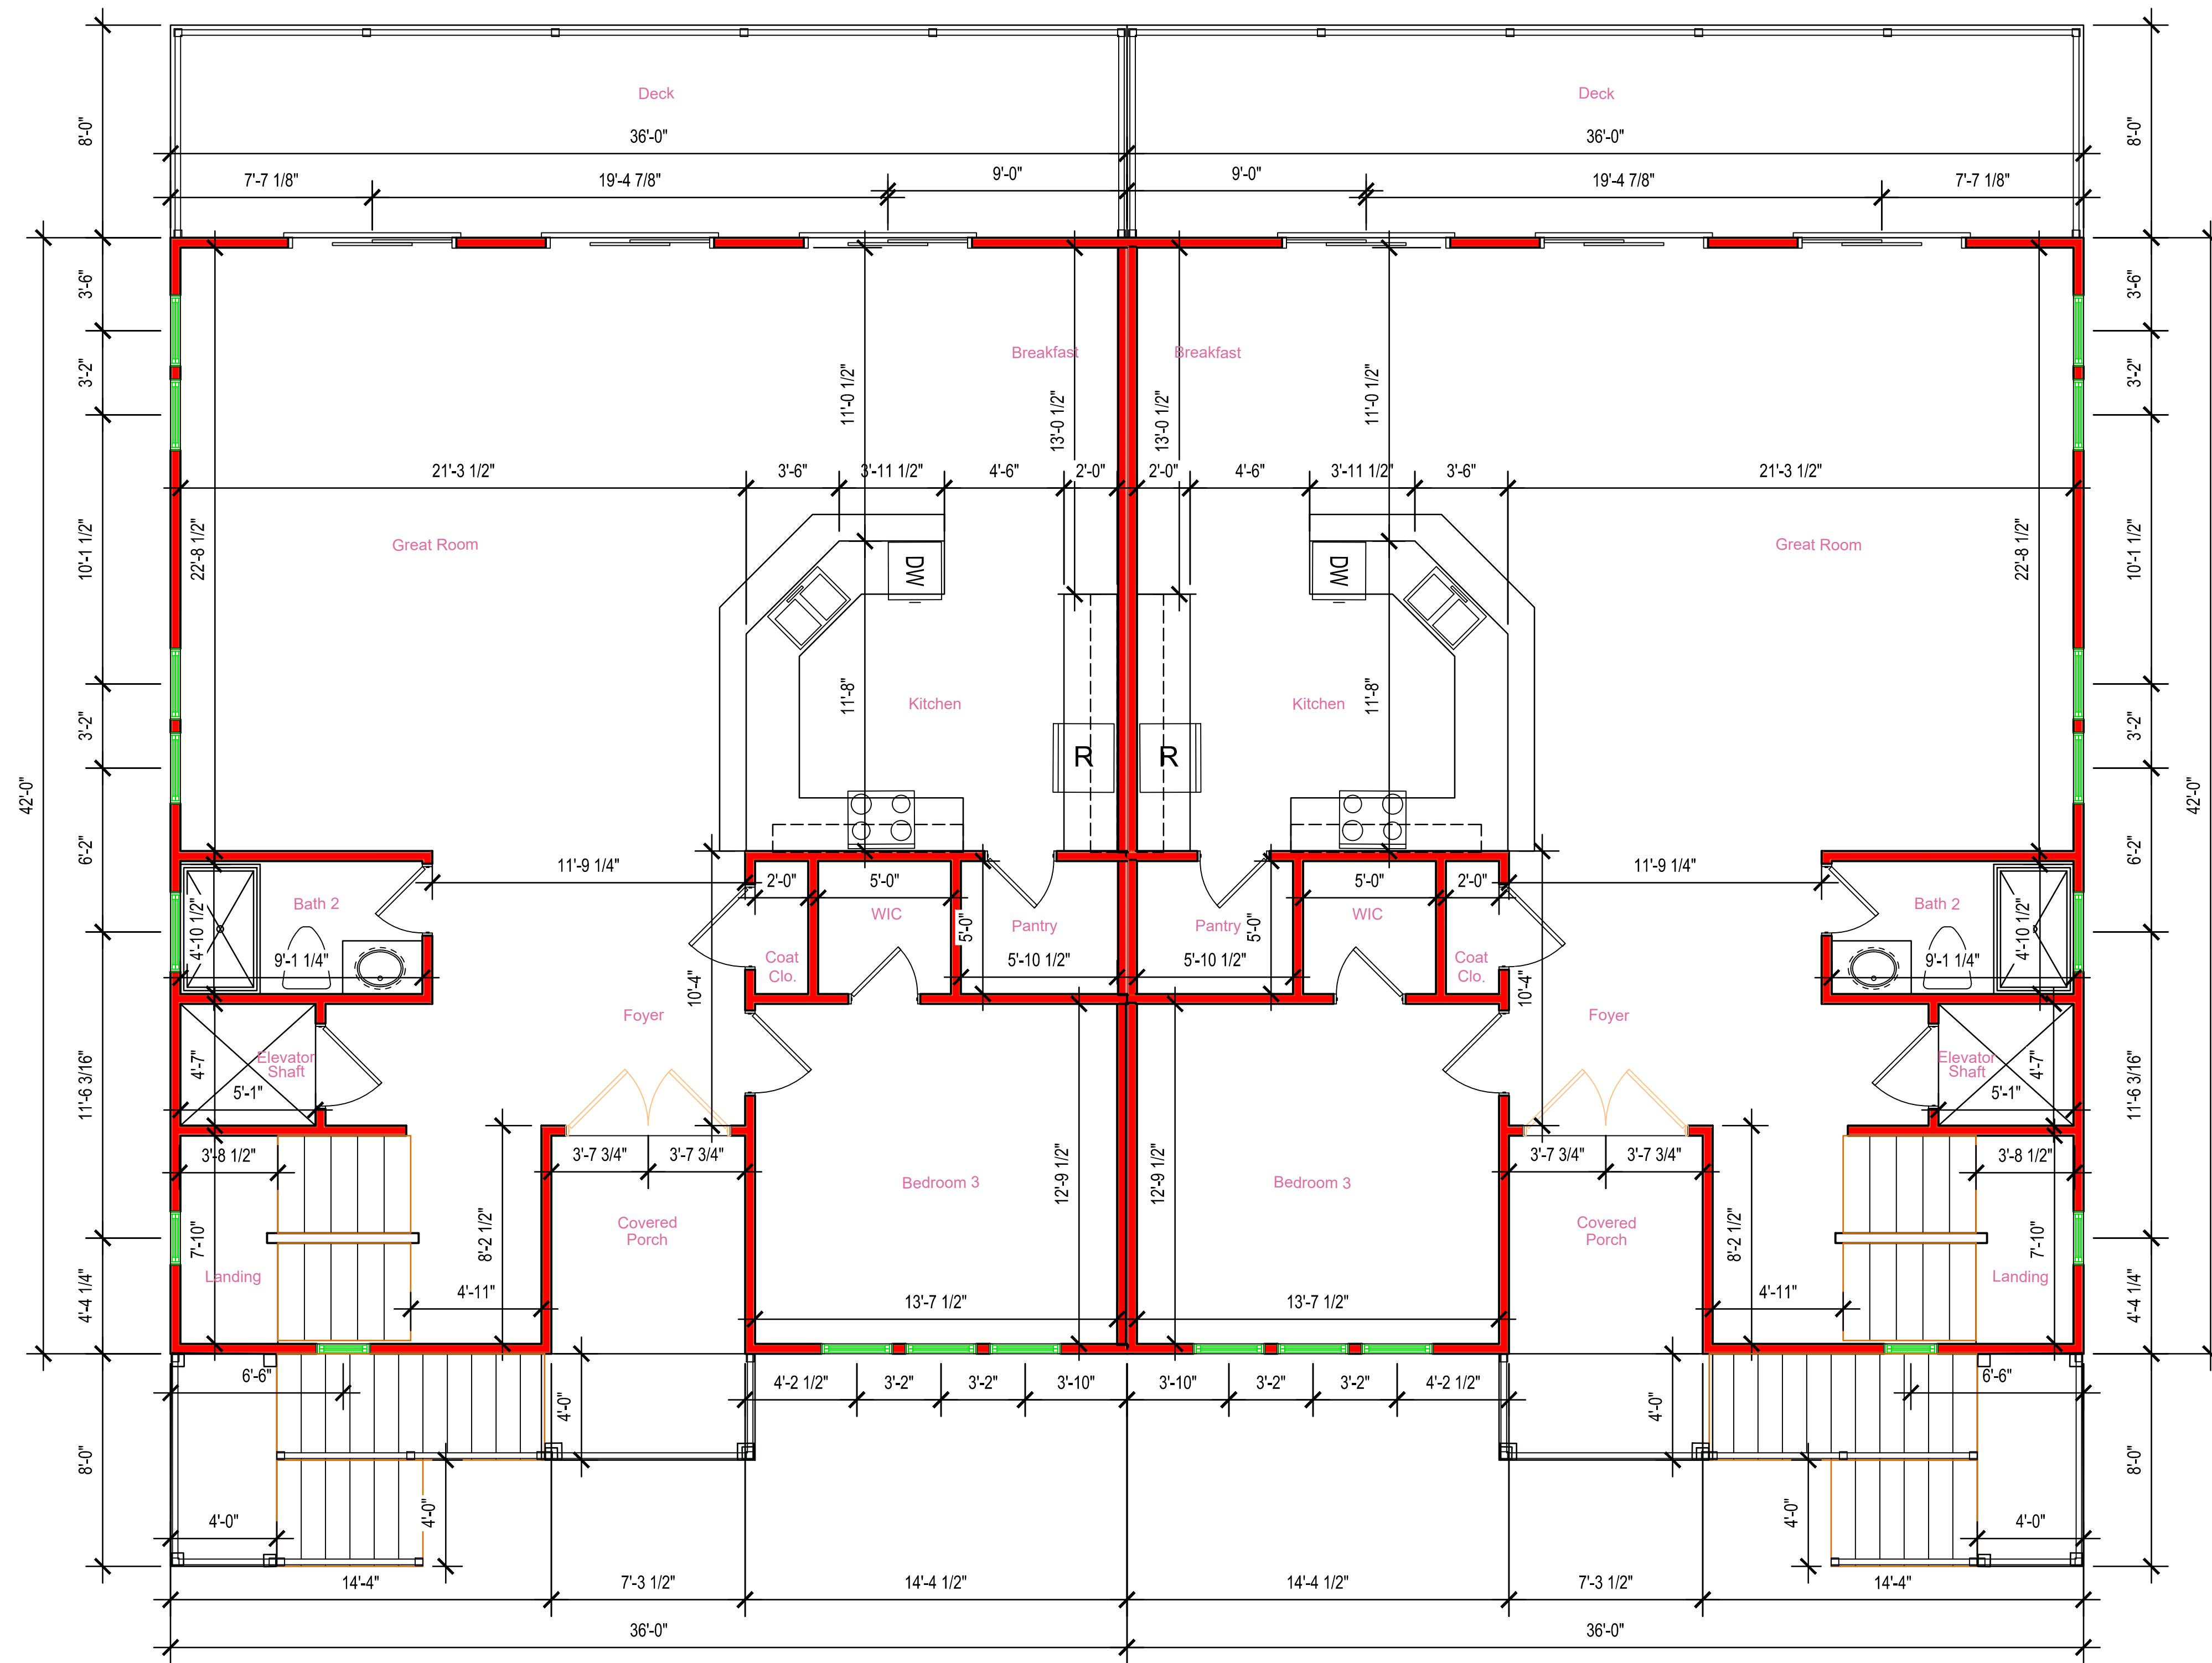 Deck
Deck
8'-0"
36'-0"
36'-0"
8'-0"
7'-7 1/8"
19'-4 7/8"
9'-0"
9'-0"
19'-4 7/8"
7'-7 1/8"
3'-6"
3'-6"
Breakfast
Breakfast
3'-2"
11'-0 1/2"
13'-0 1/2"
13'-0 1/2"
11'-0 1/2"
3'-2"
21'-3 1/2"
3'-6"
3'-11 1/2"
4'-6"
2'-0"
2'-0"
4'-6"
3'-11 1/2"
3'-6"
21'-3 1/2"
10'-1 1/2"
22'-8 1/2"
Great Room
DW
DW
Great Room
22'-8 1/2"
10'-1 1/2"
3'-2"
11'-8"
Kitchen
Kitchen
11'-8"
3'-2"
42'-0"
R
R
42'-0"
6'-2"
11'-9 1/4"
2'-0"
5'-0"
5'-0"
2'-0"
11'-9 1/4"
6'-2"
Bath 2
4'-10 1/2"
9'-1 1/4"
WIC
5'-0"
Pantry
5'-10 1/2"
Pantry
5'-10 1/2"
5'-0"
WIC
Bath 2
9'-1 1/4"
4'-10 1/2"
Coat
Clo.
Coat
Clo.
10'-4"
10'-4"
Foyer
Foyer
11'-6 3/16"
4'-7"
Elevator
Shaft
5'-1"
Elevator
Shaft
4'-7"
5'-1"
11'-6 3/16"
3'-8 1/2"
3'-7 3/4"
3'-7 3/4"
3'-7 3/4"
3'-7 3/4"
3'-8 1/2"
7'-10"
8'-2 1/2"
Covered
Porch
Bedroom 3
12'-9 1/2"
12'-9 1/2"
Bedroom 3
Covered
Porch
8'-2 1/2"
7'-10"
Landing
4'-11"
13'-7 1/2"
13'-7 1/2"
4'-11"
Landing
4'-4 1/4"
4'-4 1/4"
6'-6"
4'-0"
4'-2 1/2"
3'-2"
3'-2"
3'-10"
3'-10"
3'-2"
3'-2"
4'-2 1/2"
4'-0"
6'-6"
8'-0"
4'-0"
4'-0"
4'-0"
4'-0"
8'-0"
14'-4"
7'-3 1/2"
14'-4 1/2"
14'-4 1/2"
7'-3 1/2"
14'-4"
36'-0"
36'-0"